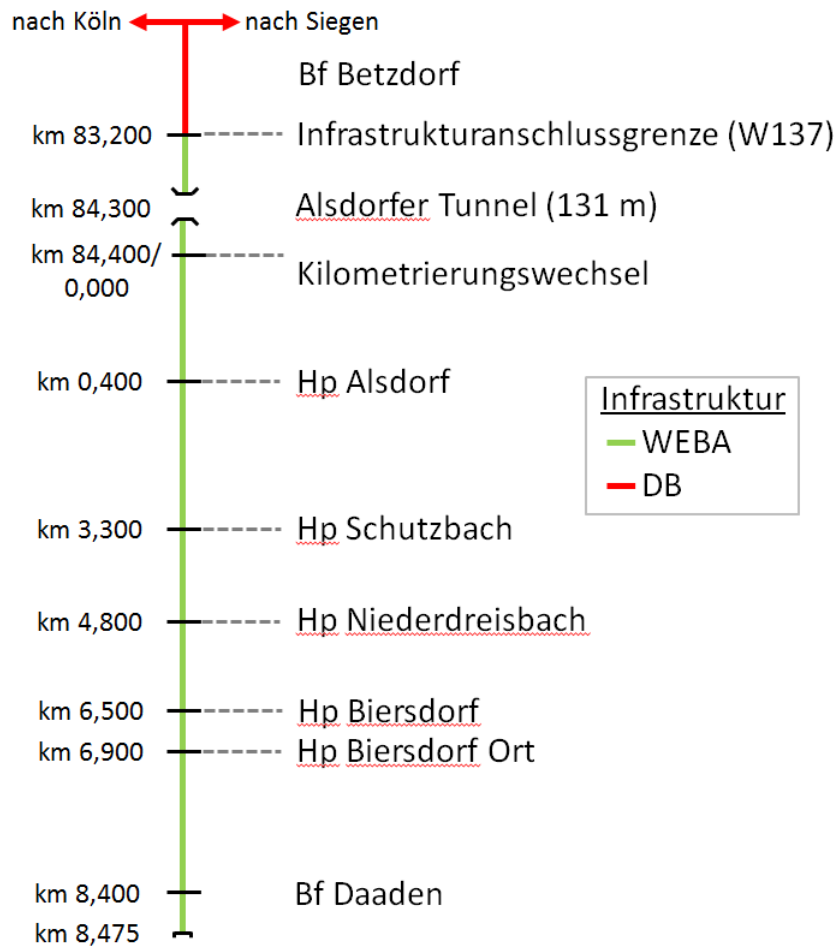 nach Köln nach Siegen
Bf Betzdorf
km 83,200 Infrastrukturanschlussgrenze (W137)
km 84,300 Alsdorfer Tunnel (131 m)
km 84,400/
0,000
Kilometrierungswechsel
km 0,400 Hp Alsdorf
Infrastruktur
WEBA
DB
km 3,300 Hp Schutzbach
km 4,800 Hp Niederdreisbach
km 6,500 Hp Biersdorf
km 6,900 Hp Biersdorf Ort
km 8,400 Bf Daaden
km 8,475